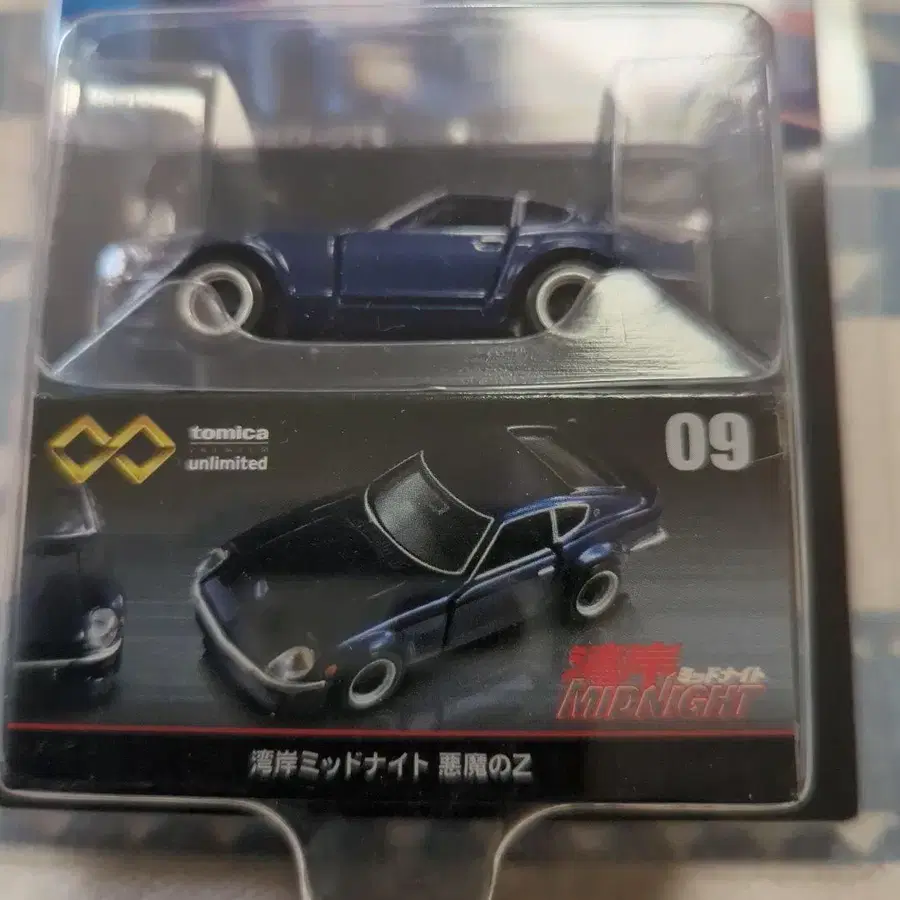 tomica
PREMIUM
unlimited
09
湾岸
ミッドナイト
MIDNIGHT
湾岸ミッドナイト 悪魔のZ